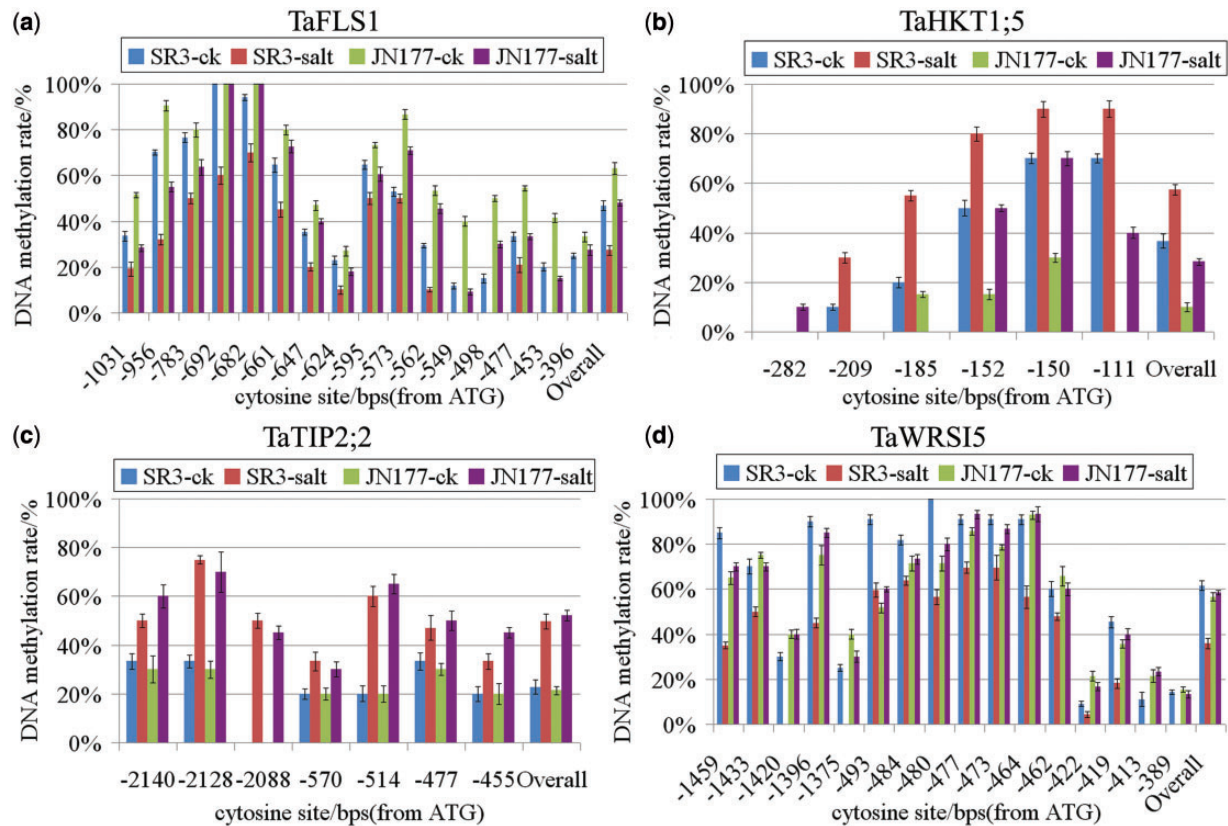 (a) TaFLS1
SR3-ck SR3-salt JN177-ck JN177-salt
DNA methylation rate/%
100%
80%
60%
40%
20%
0%
-1031 -956 -783 -692 -682 -661 -647 -624 -595 -573 -562 -549 -498 -477 -453 -396 Overall
cytosine site/bps(from ATG)
(b) TaHKT1;5
SR3-ck SR3-salt JN177-ck JN177-salt
DNA methylation rate/%
100%
80%
60%
40%
20%
0%
-282 -209 -185 -152 -150 -111 Overall
cytosine site/bps(from ATG)
(c) TaTIP2;2
SR3-ck SR3-salt JN177-ck JN177-salt
DNA methylation rate/%
100%
80%
60%
40%
20%
0%
-2140 -2128 -2088 -570 -514 -477 -455 Overall
cytosine site/bps(from ATG)
(d) TaWRSI5
SR3-ck SR3-salt JN177-ck JN177-salt
DNA methylation rate/%
100%
80%
60%
40%
20%
0%
-1459 -1433 -1420 -1396 -1375 -493 -484 -480 -477 -473 -464 -462 -422 -419 -413 -389 Overall
cytosine site/bps(from ATG)